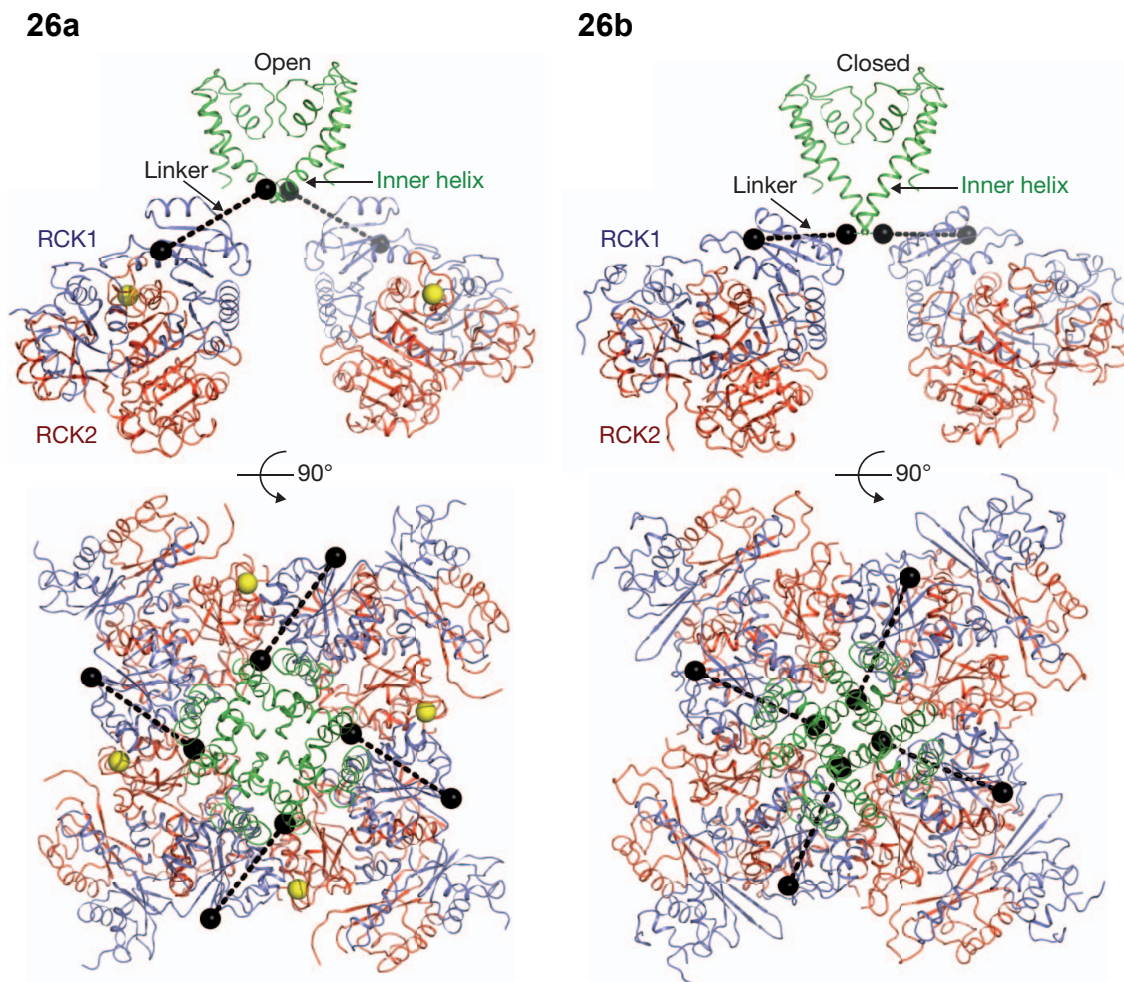 26a
26b
Open
Closed
Linker
Inner helix
Linker
Inner helix
RCK1
RCK1
RCK2
RCK2
90°
90°